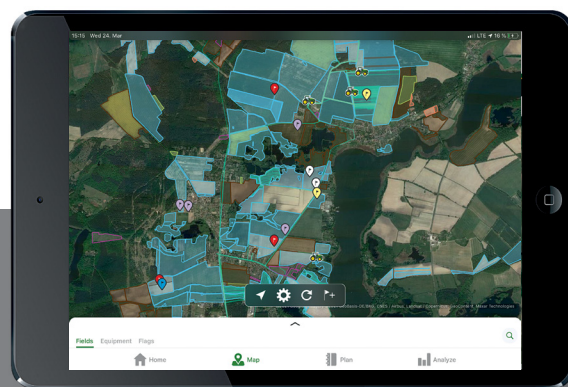 15:15 Wed 24. Mar
LTE 16 %
Fields Equipment Flags
Home Map Plan Analyze